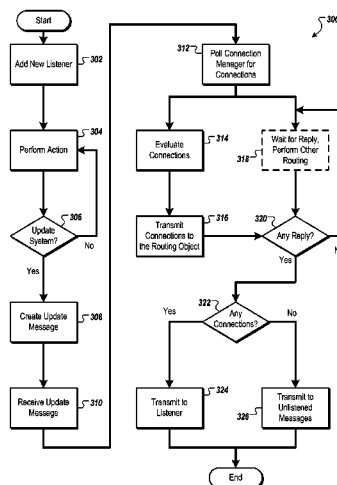 Start
300
Add New Listener
302
Perform Action
304
Update
System?
306
No
Yes
Create Update
Message
308
Receive Update
Message
310
Poll Connection
Manager for
Connections
312
Evaluate
Connections
314
Wait for Reply,
Perform Other
Routing
318
Transmit
Connections to
the Routing Object
316
Any Reply?
320
Yes
Any
Connections?
322
Yes
No
Transmit to
Listener
324
Transmit to
Unlistened
Messages
326
End